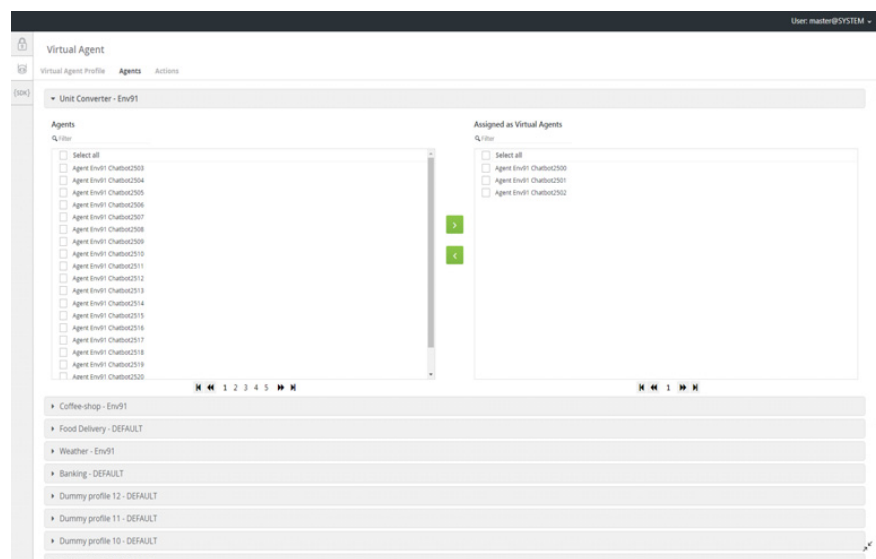 User: master@SYSTEM
Virtual Agent
Virtual Agent Profile Agents Actions
{SDK}
Unit Converter - Env91
Agents
Filter
Select all
Agent Env91 Chatbot2503
Agent Env91 Chatbot2504
Agent Env91 Chatbot2505
Agent Env91 Chatbot2506
Agent Env91 Chatbot2507
Agent Env91 Chatbot2508
Agent Env91 Chatbot2509
Agent Env91 Chatbot2510
Agent Env91 Chatbot2511
Agent Env91 Chatbot2512
Agent Env91 Chatbot2513
Agent Env91 Chatbot2514
Agent Env91 Chatbot2515
Agent Env91 Chatbot2516
Agent Env91 Chatbot2517
Agent Env91 Chatbot2518
Agent Env91 Chatbot2519
Agent Env91 Chatbot2520
1 2 3 4 5
Assigned as Virtual Agents
Filter
Select all
Agent Env91 Chatbot2500
Agent Env91 Chatbot2501
Agent Env91 Chatbot2502
1
Coffee-shop - Env91
Food Delivery - DEFAULT
Weather - Env91
Banking - DEFAULT
Dummy profile 12 - DEFAULT
Dummy profile 11 - DEFAULT
Dummy profile 10 - DEFAULT